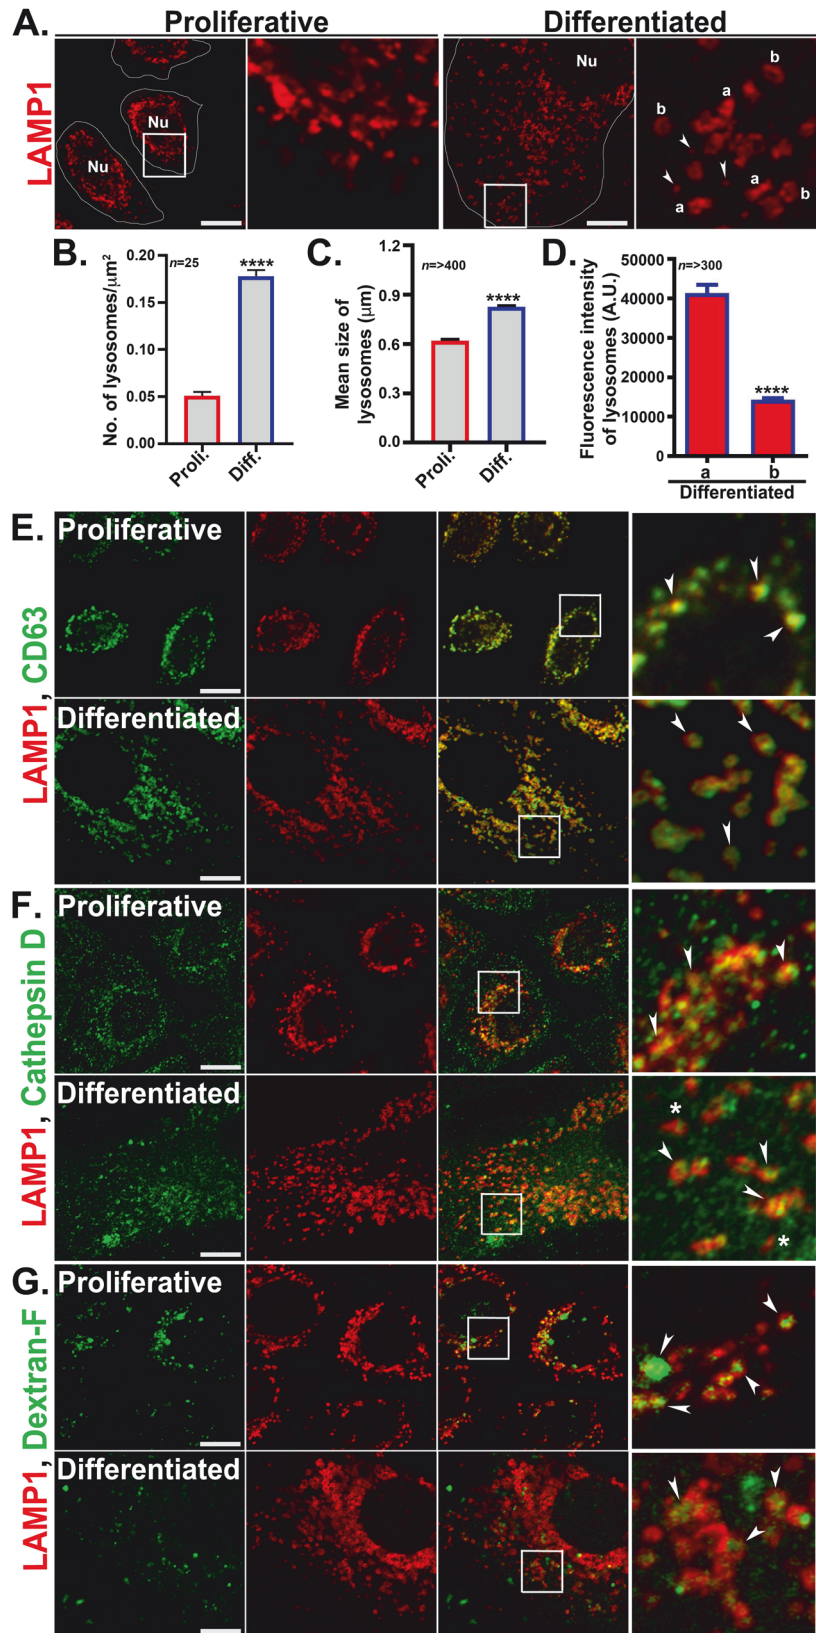 A.
Proliferative
Differentiated
LAMP1
Nu
Nu
Nu
a
b
b
a
a
b
B.
No. of lysosomes/µm²
n=25
****
0.20
0.15
0.10
0.05
0.00
Proli.
Diff.
C.
Mean size of
lysosomes (µm)
n=>400
****
1.2
0.9
0.6
0.3
0.0
Proli.
Diff.
D.
Fluorescence intensity
of lysosomes (A.U.)
n=>300
****
50000
40000
30000
20000
10000
0
a
b
Differentiated
E.
LAMP1, CD63
Proliferative
Differentiated
F.
LAMP1, Cathepsin D
Proliferative
Differentiated
*
*
G.
LAMP1, Dextran-F
Proliferative
Differentiated